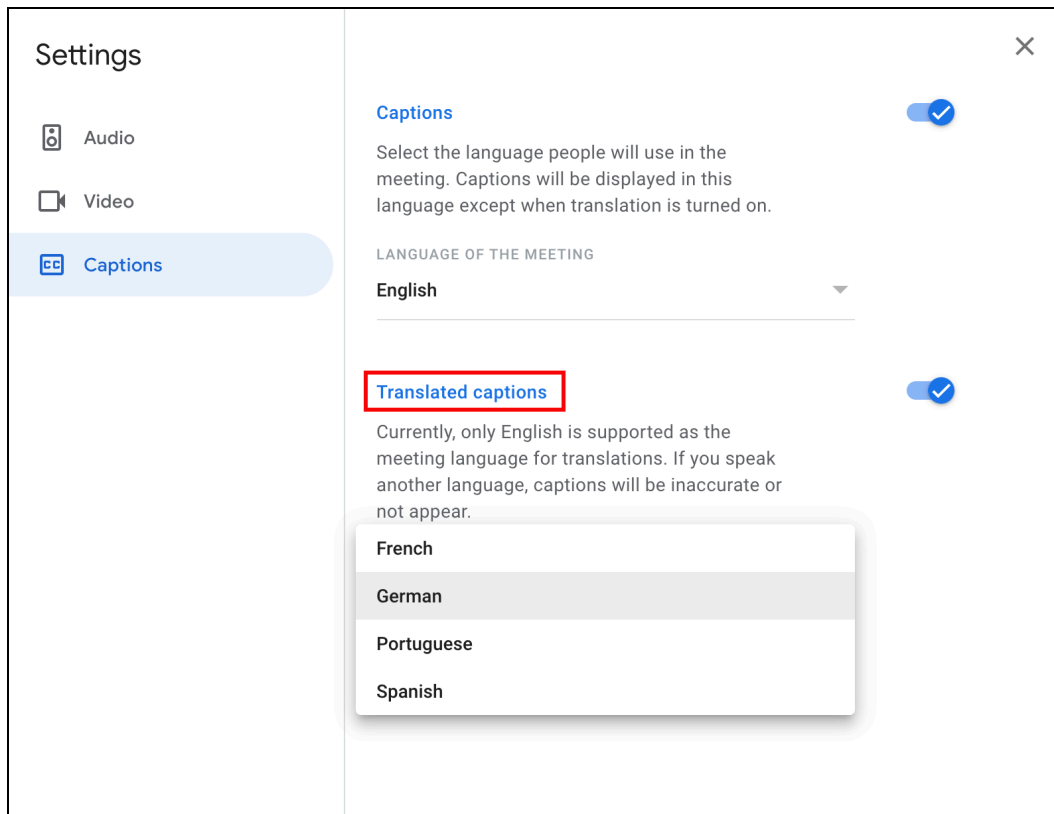 Settings
Audio
Video
CC Captions
Captions
Select the language people will use in the
meeting. Captions will be displayed in this
language except when translation is turned on.
LANGUAGE OF THE MEETING
English
Translated captions
Currently, only English is supported as the
meeting language for translations. If you speak
another language, captions will be inaccurate or
not appear.
French
German
Portuguese
Spanish